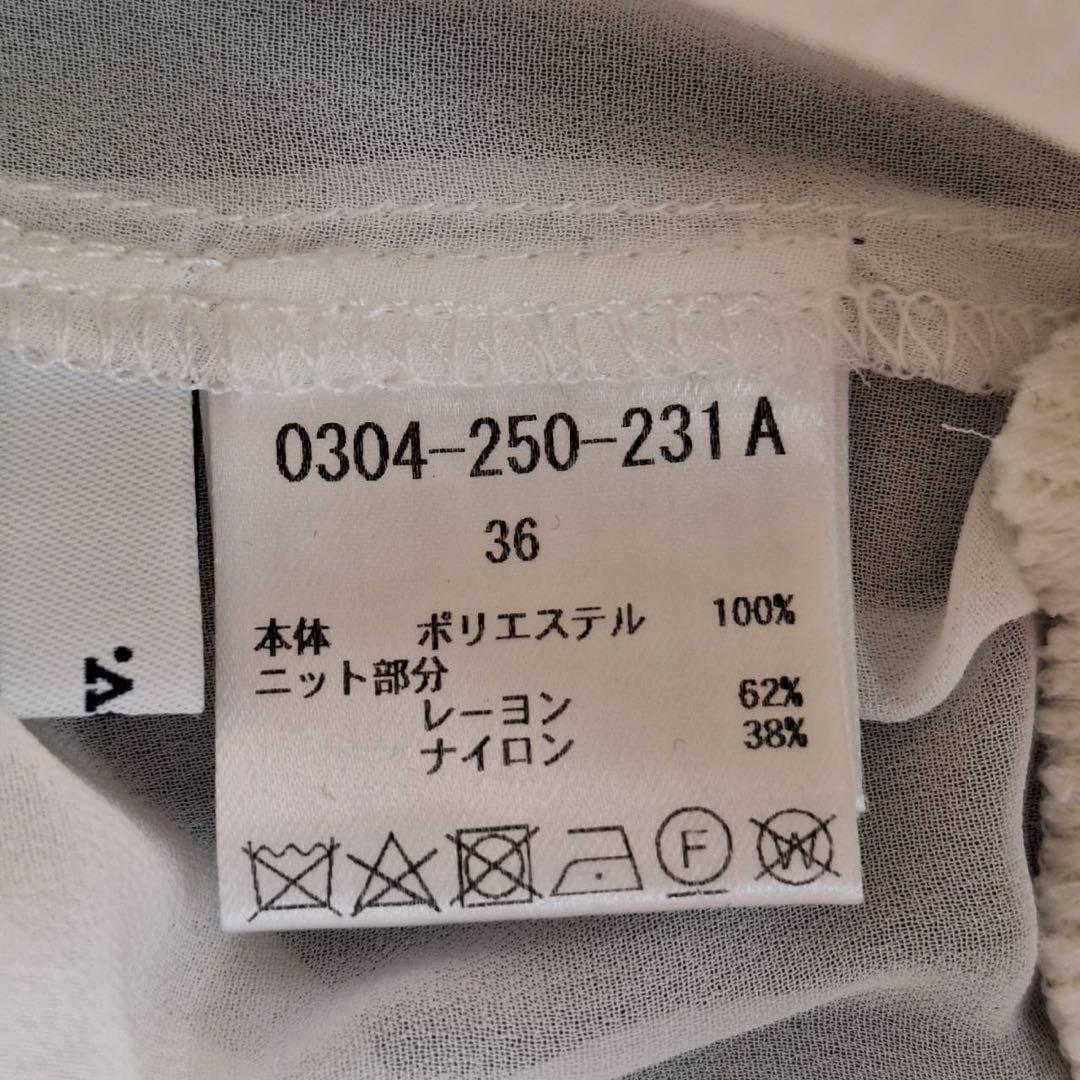 0304-250-231A
36
本体 ポリエステル 100%
ニット部分
レーヨン 62%
ナイロン 38%
F W
v.